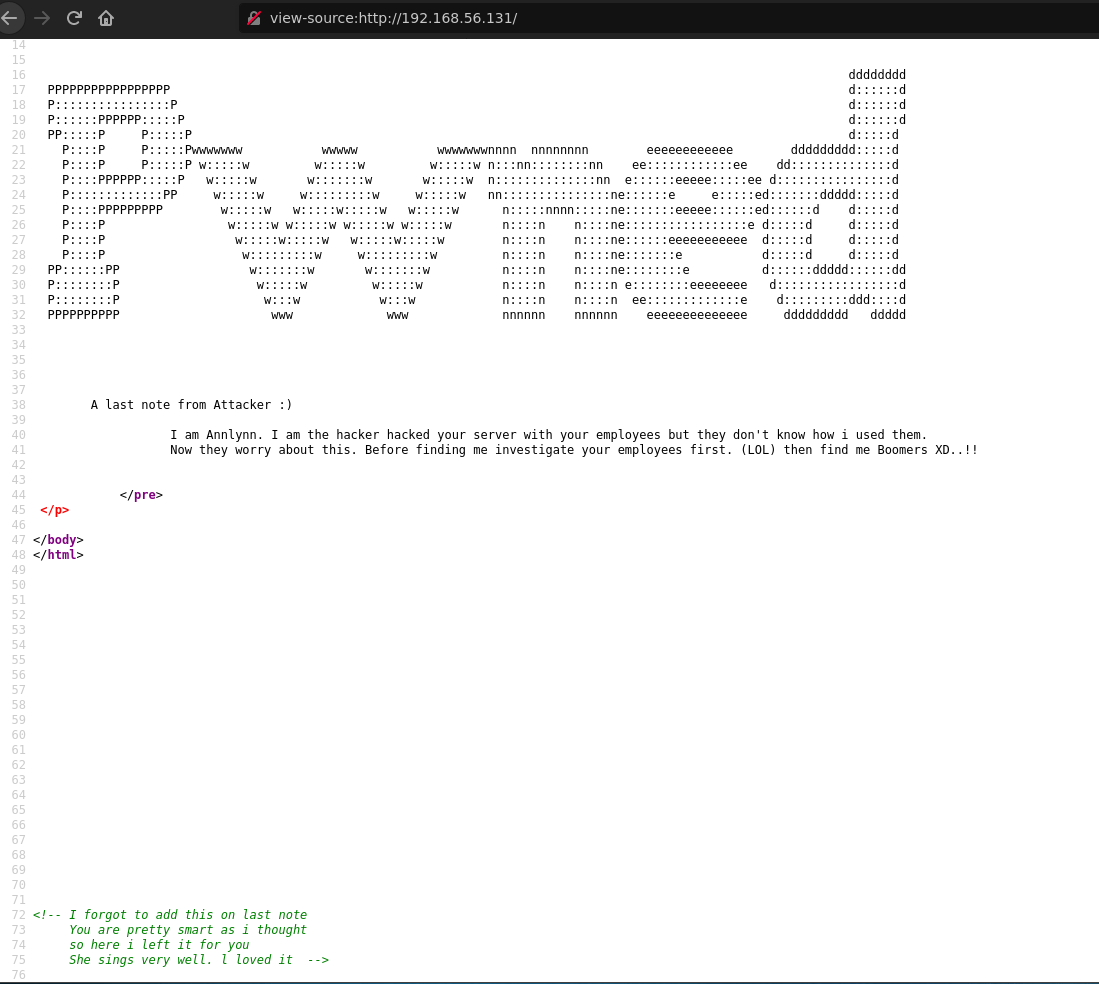 view-source:http://192.168.56.131/
14
15
16 dddddddd
17 PPPPPPPPPPPPPPPPP d::::::d
18 P::::::::::::::::P d::::::d
19 P::::::PPPPPP:::::P d::::::d
20 PP:::::P P:::::P d:::::d
21 P::::P P:::::Pwwwwwww wwwww wwwwwwwnnnn nnnnnnnn eeeeeeeeeeee ddddddddd:::::d
22 P::::P P:::::P w:::::w w:::::w w:::::w n:::nn::::::::nn ee::::::::::::ee dd::::::::::::::d
23 P::::PPPPPP:::::P w:::::w w:::::::w w:::::w n::::::::::::::nn e::::::eeeee:::::ee d::::::::::::::::d
24 P:::::::::::::PP w:::::w w:::::::::w w:::::w nn:::::::::::::::ne::::::e e:::::ed:::::::ddddd:::::d
25 P::::PPPPPPPPP w:::::w w:::::w:::::w w:::::w n:::::nnnn:::::ne:::::::eeeee::::::ed::::::d d:::::d
26 P::::P w:::::w w:::::w w:::::w w:::::w n::::n n::::ne:::::::::::::::::e d:::::d d:::::d
27 P::::P w:::::w:::::w w:::::w:::::w n::::n n::::ne::::::eeeeeeeeeee d:::::d d:::::d
28 P::::P w:::::::::w w:::::::::w n::::n n::::ne:::::::e d:::::d d:::::d
29 PP::::::PP w:::::::w w:::::::w n::::n n::::ne::::::::e d::::::ddddd::::::dd
30 P::::::::P w:::::w w:::::w n::::n n::::n e::::::::eeeeeeee d:::::::::::::::::d
31 P::::::::P w:::w w:::w n::::n n::::n ee:::::::::::::e d:::::::::ddd::::d
32 PPPPPPPPPP www www nnnnnn nnnnnn eeeeeeeeeeeeee ddddddddd ddddd
33
34
35
36
37
38 A last note from Attacker :)
39
40 I am Annlynn. I am the hacker hacked your server with your employees but they don't know how i used them.
41 Now they worry about this. Before finding me investigate your employees first. (LOL) then find me Boomers XD..!!
42
43
44 </pre>
45 </p>
46
47 </body>
48 </html>
49
50
51
52
53
54
55
56
57
58
59
60
61
62
63
64
65
66
67
68
69
70
71
72 <!-- I forgot to add this on last note
73 You are pretty smart as i thought
74 so here i left it for you
75 She sings very well. l loved it -->
76